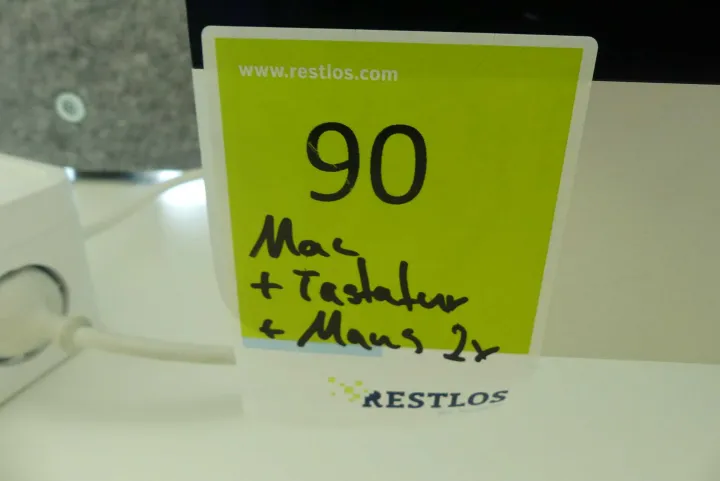 www.restlos.com
90
Mac
+ Tastatur
+ Maus 2x
RESTLOS